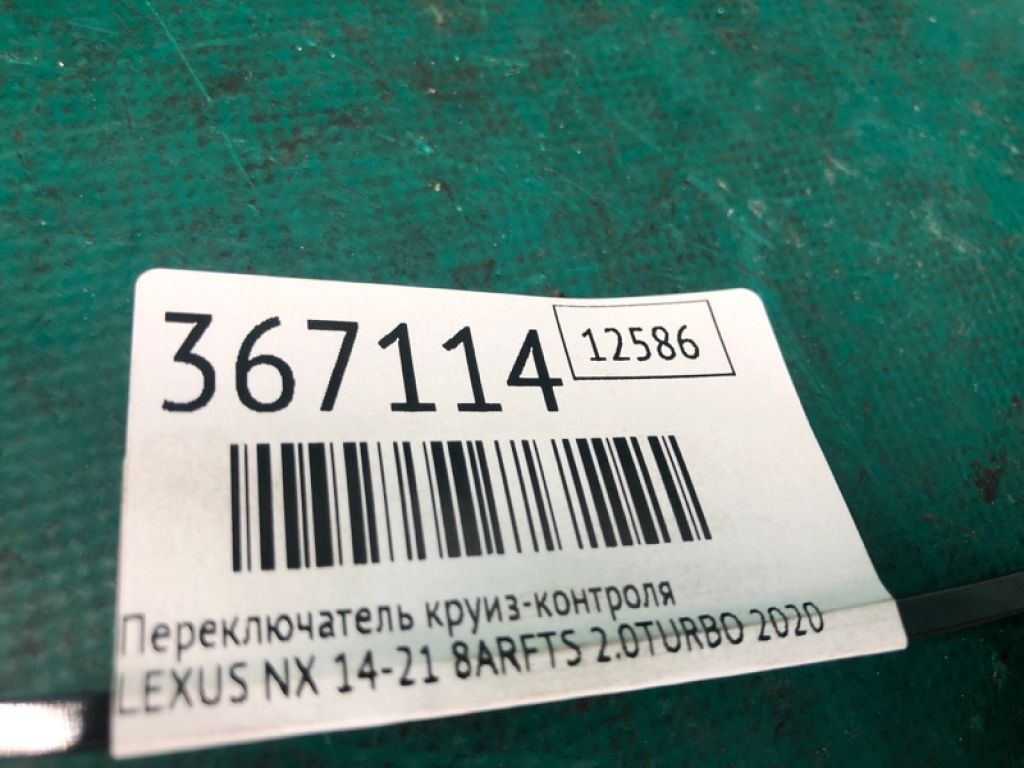 367114
12586
Переключатель круиз-контроля
LEXUS NX 14-21 8ARFTS 2.0TURBO 2020